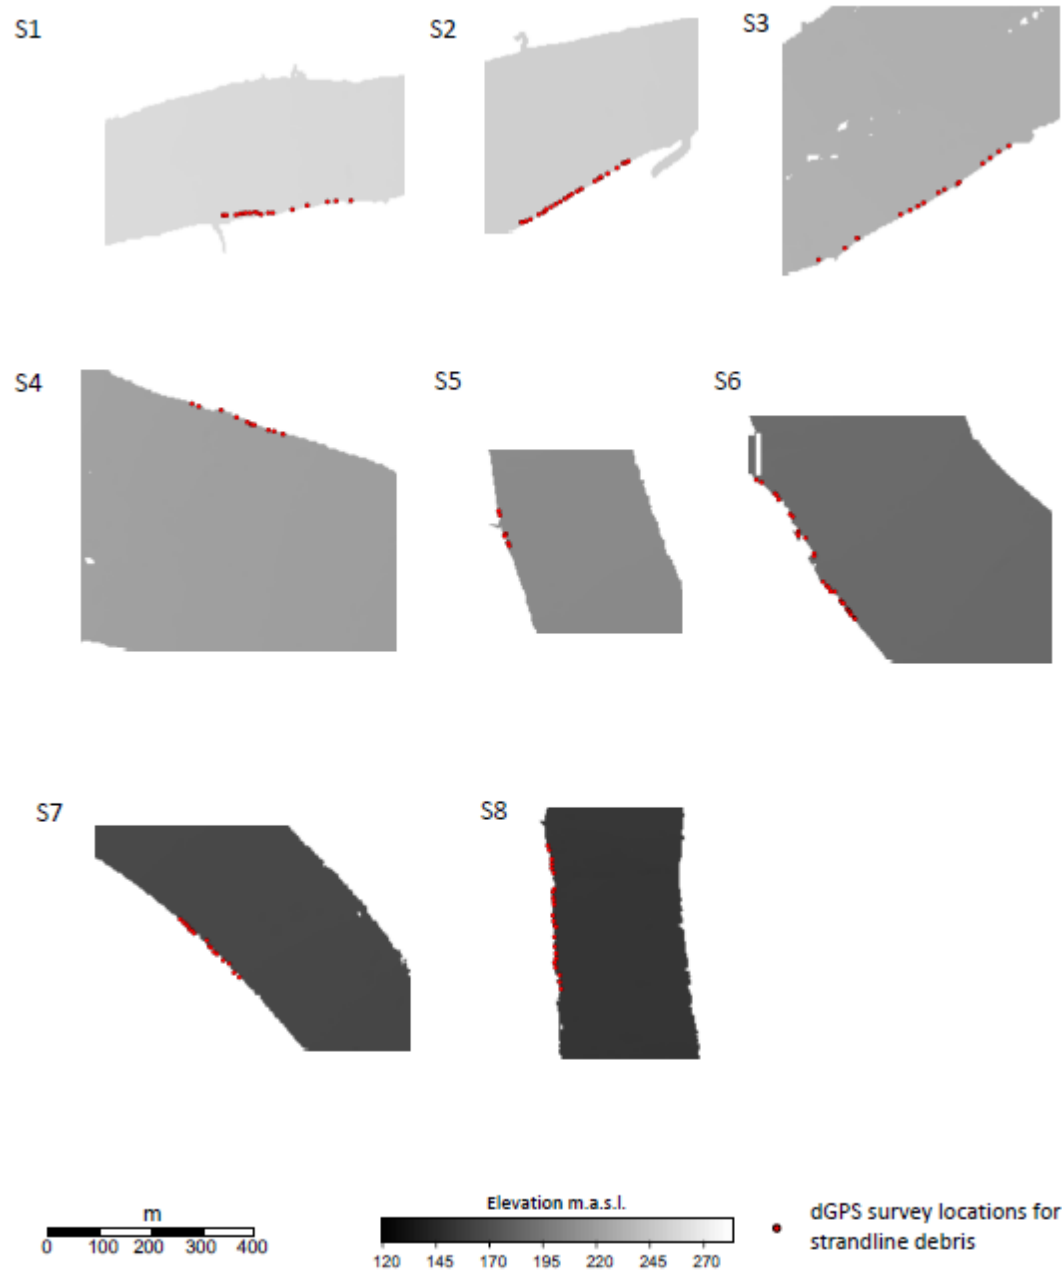 S1
S2
S3
S4
S5
S6
S7
S8
m
0 100 200 300 400
Elevation m.a.s.l.
120 145 170 195 220 245 270
dGPS survey locations for
strandline debris